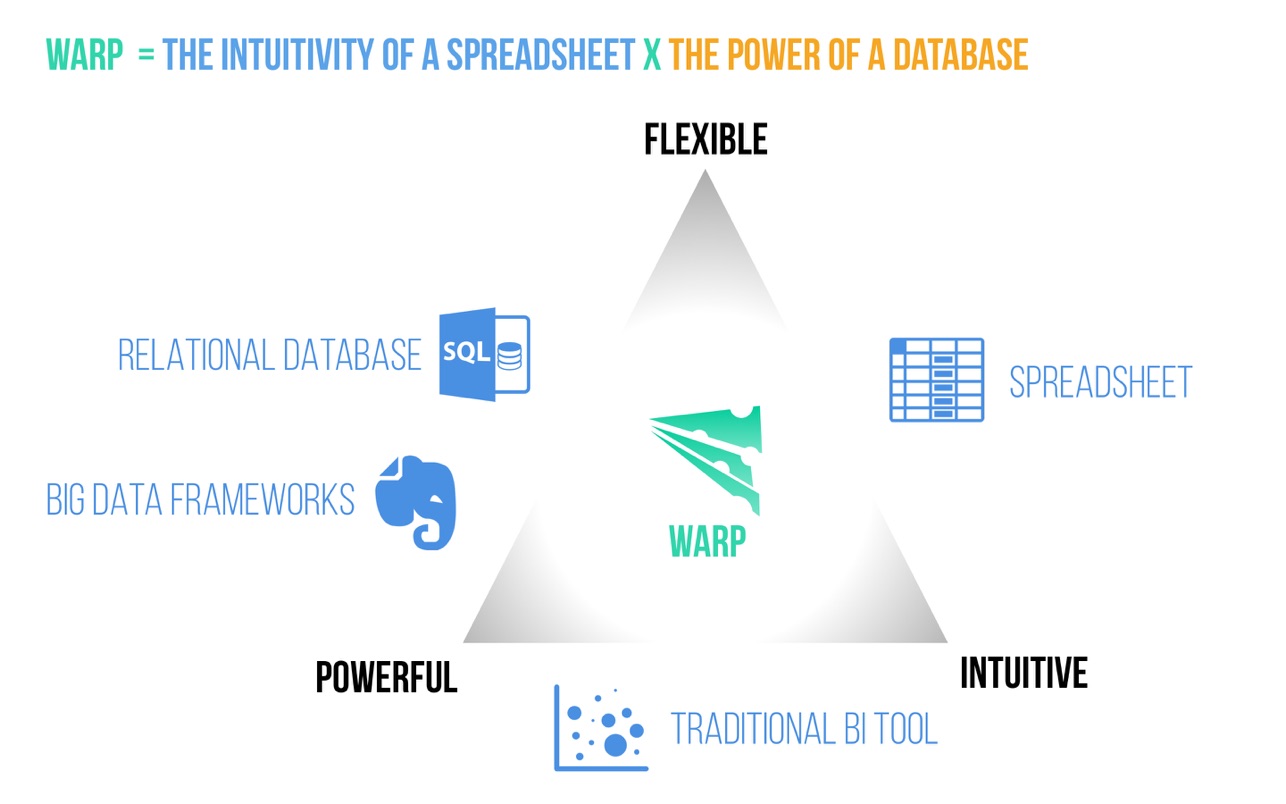 WARP = THE INTUITIVITY OF A SPREADSHEET X THE POWER OF A DATABASE
FLEXIBLE
RELATIONAL DATABASE
SQL
SPREADSHEET
BIG DATA FRAMEWORKS
WARP
POWERFUL
INTUITIVE
TRADITIONAL BI TOOL